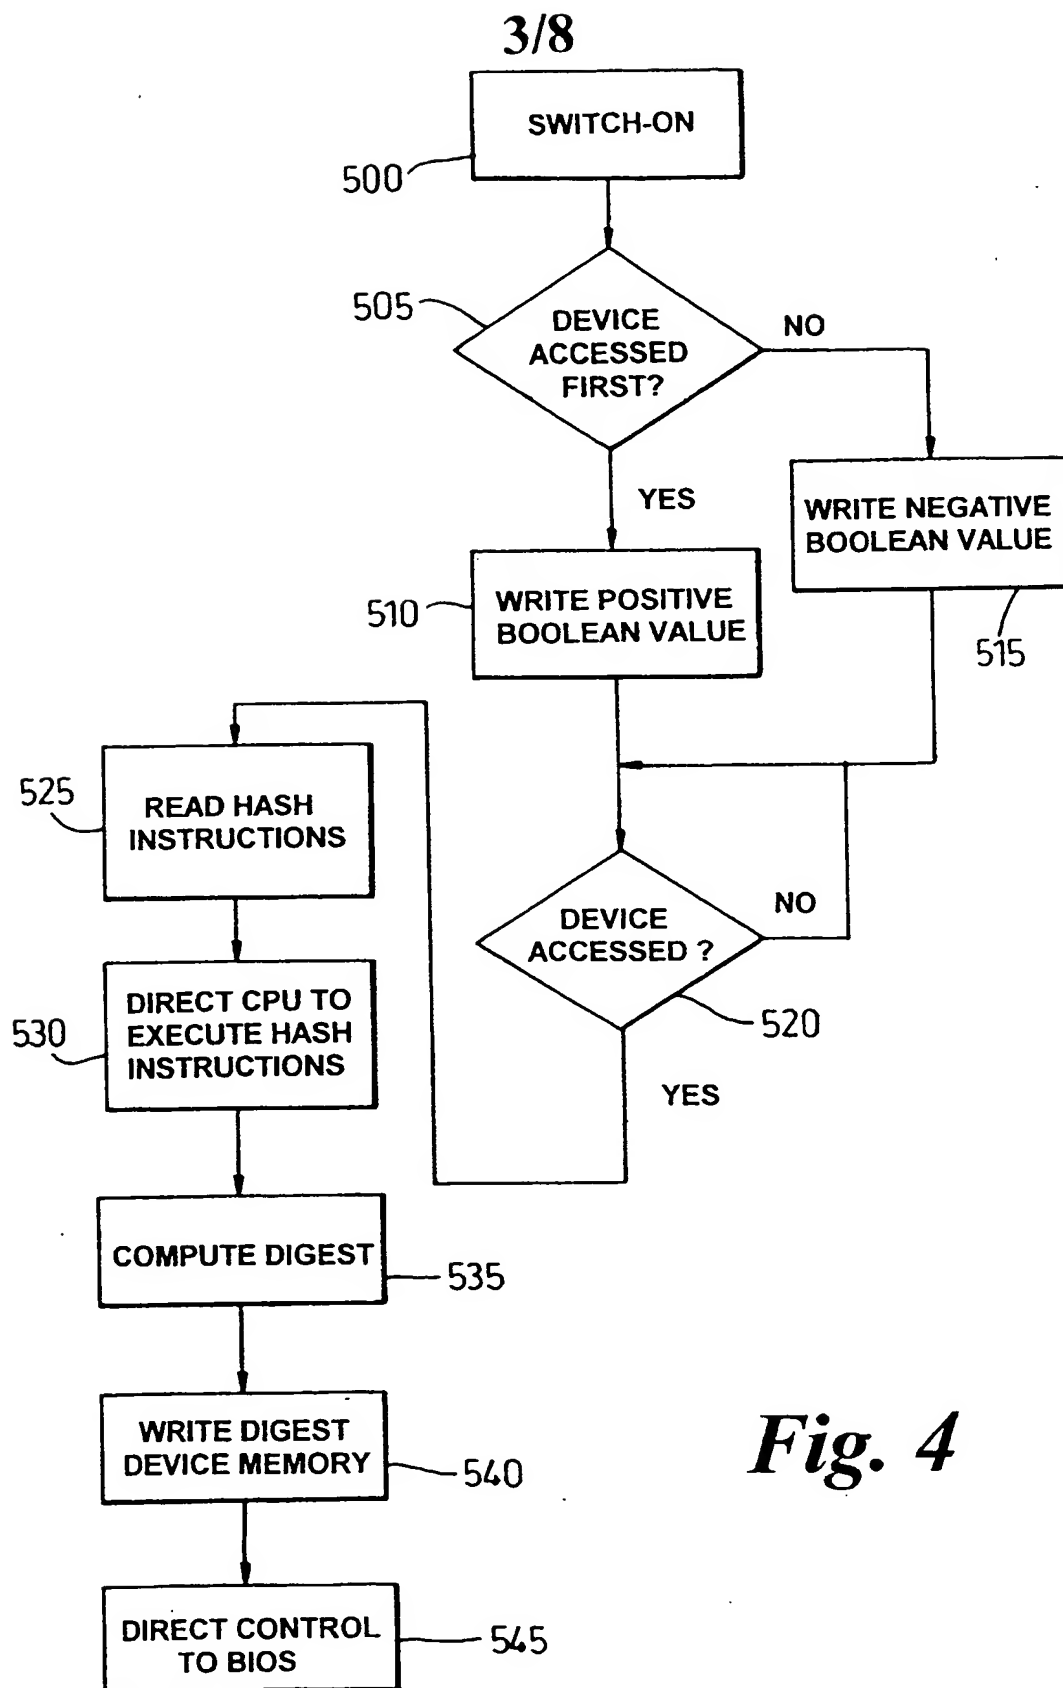 3/8
SWITCH-ON
500
505
DEVICE
ACCESSED
FIRST?
NO
YES
WRITE NEGATIVE
BOOLEAN VALUE
515
510
WRITE POSITIVE
BOOLEAN VALUE
DEVICE
ACCESSED ?
NO
520
YES
525
READ HASH
INSTRUCTIONS
530
DIRECT CPU TO
EXECUTE HASH
INSTRUCTIONS
COMPUTE DIGEST
535
WRITE DIGEST
DEVICE MEMORY
540
DIRECT CONTROL
TO BIOS
545
Fig. 4